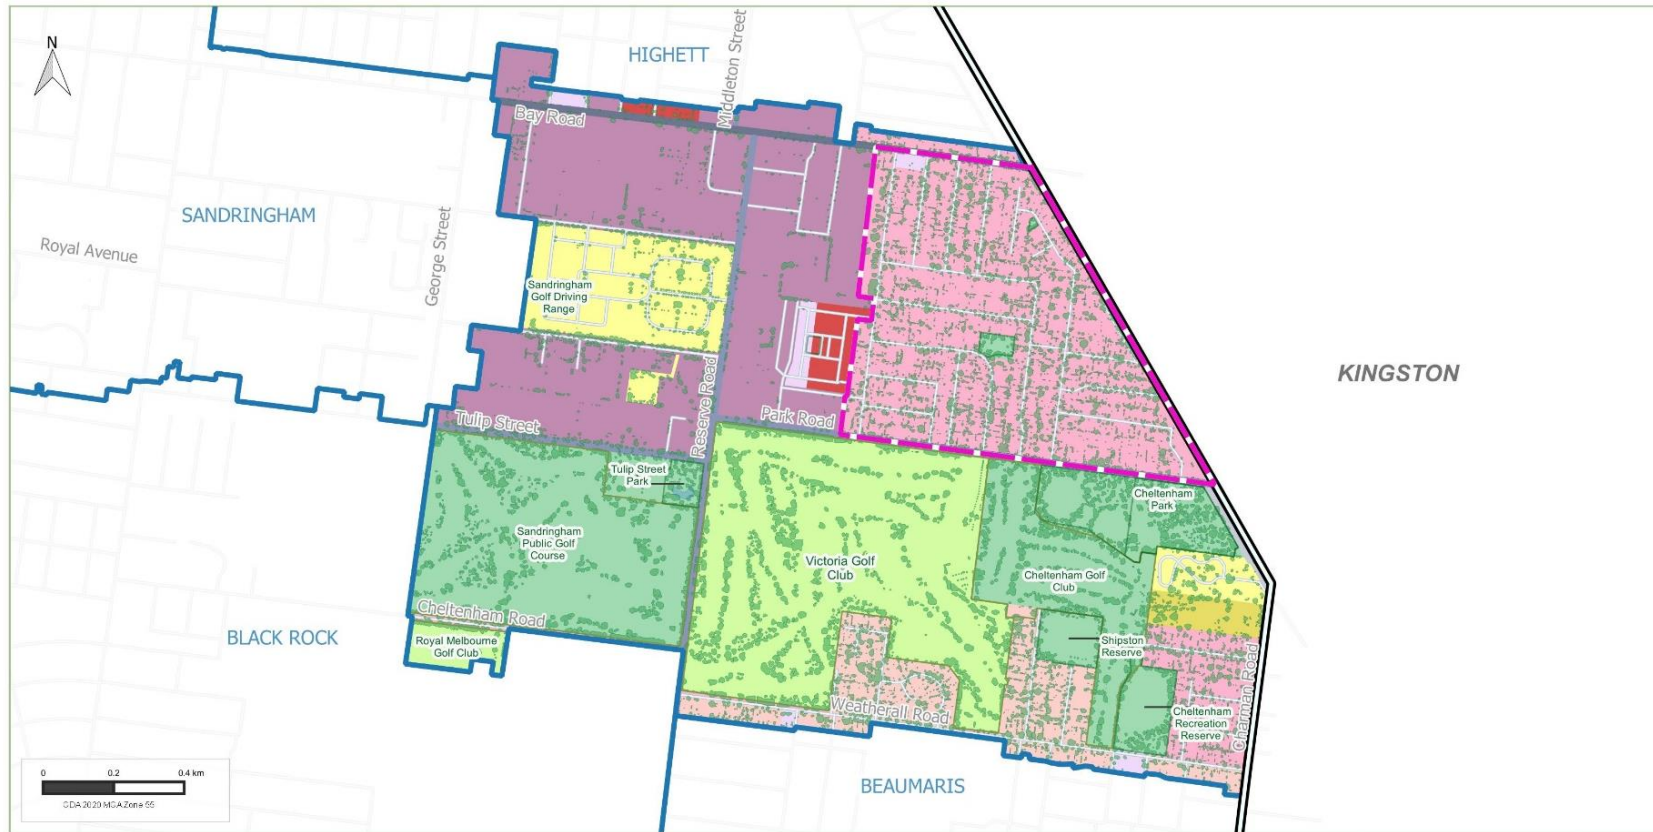 N
HIGHETT
Middleton Street
Bay Road
SANDRINGHAM
George Street
Royal Avenue
Sandringham
Golf Driving
Range
KINGSTON
Reserve Road
Park Road
Tulip Street
Tulip Street
Park
Cheltenham
Park
Sandringham
Public Golf
Course
Victoria Golf
Club
Cheltenham Golf
Club
Cheltenham Road
BLACK ROCK
Royal Melbourne
Golf Club
Shipston
Reserve
Charman Road
Weatherall Road
Cheltenham
Recreation
Reserve
BEAUMARIS
0 0.2 0.4 km
GDA 2020 MGA Zone 55